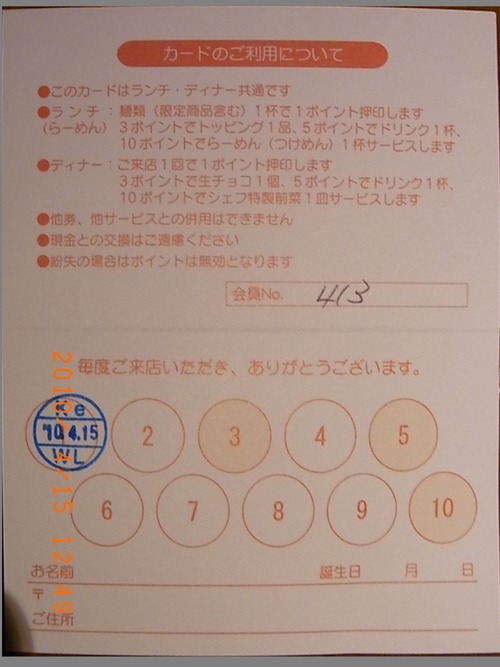 カードのご利用について
●このカードはランチ・ディナー共通です
●ランチ：麺類（限定商品含む）1杯で1ポイント押印します
（らーめん）3ポイントでトッピング1品、5ポイントでドリンク1杯、
10ポイントでらーめん（つけめん）1杯サービスします
●ディナー：ご来店1回で1ポイント押印します
3ポイントで生チョコ1個、5ポイントでドリンク1杯、
10ポイントでシェフ特製前菜1皿サービスします
●他券、他サービスとの併用はできません
●現金との交換はご遠慮ください
●紛失の場合はポイントは無効となります
会員No. 413
毎度ご来店いただき、ありがとうございます。
Ke
'10.4.15
WL
2 3 4 5
6 7 8 9 10
お名前 誕生日 月 日
〒
ご住所